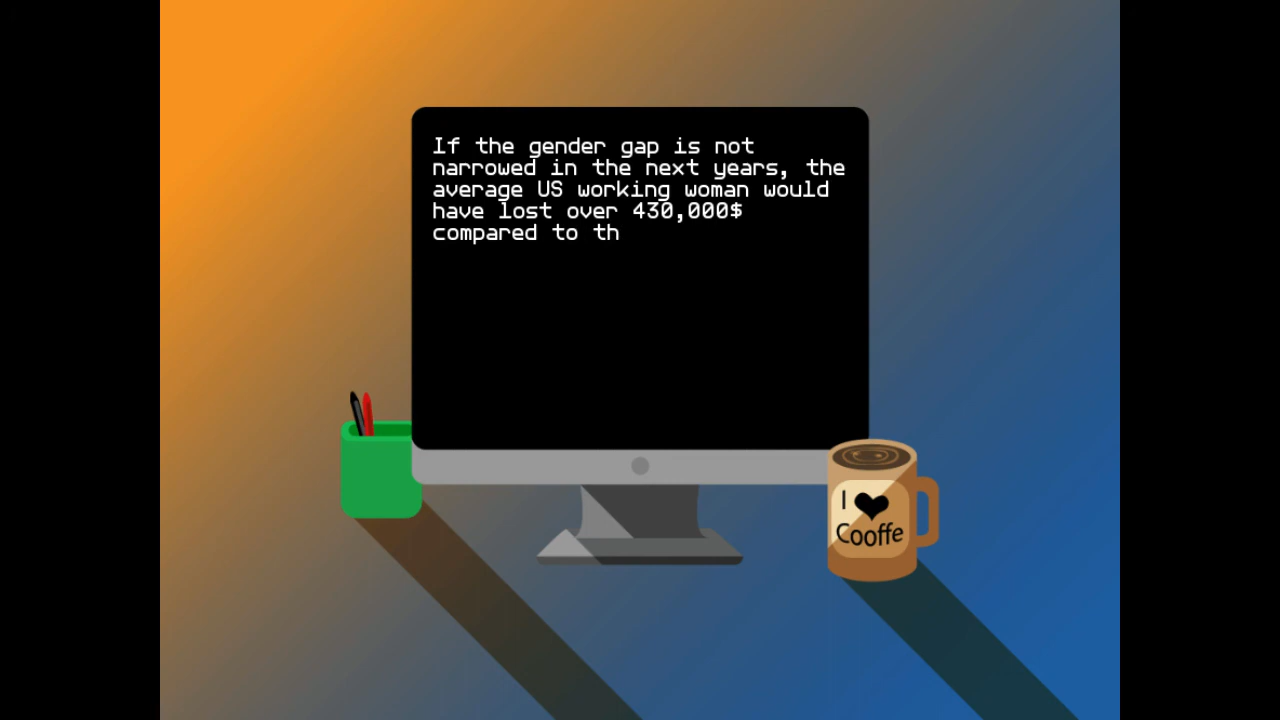 If the gender gap is not
narrowed in the next years, the
average US working woman would
have lost over 430,000$
compared to th
I
Cooffe